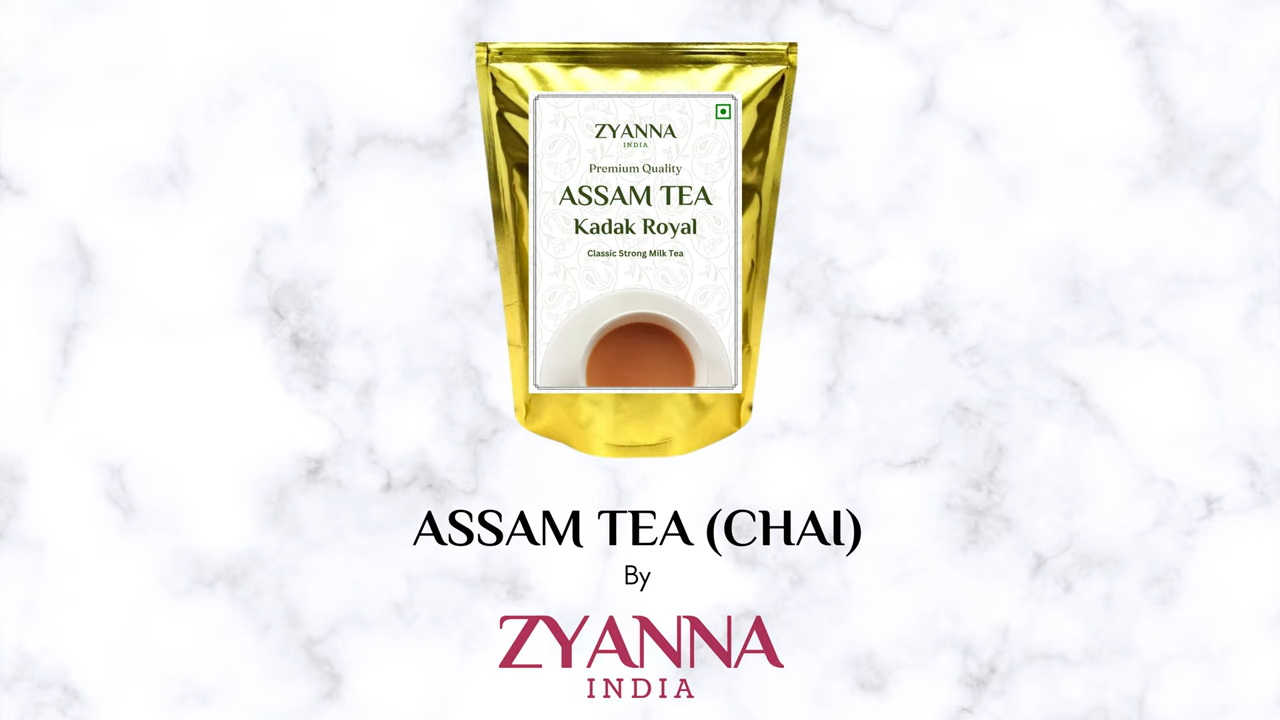 ZYANNA
INDIA
Premium Quality
ASSAM TEA
Kadak Royal
Classic Strong Milk Tea
ASSAM TEA (CHAI)
By
ZYANNA
INDIA